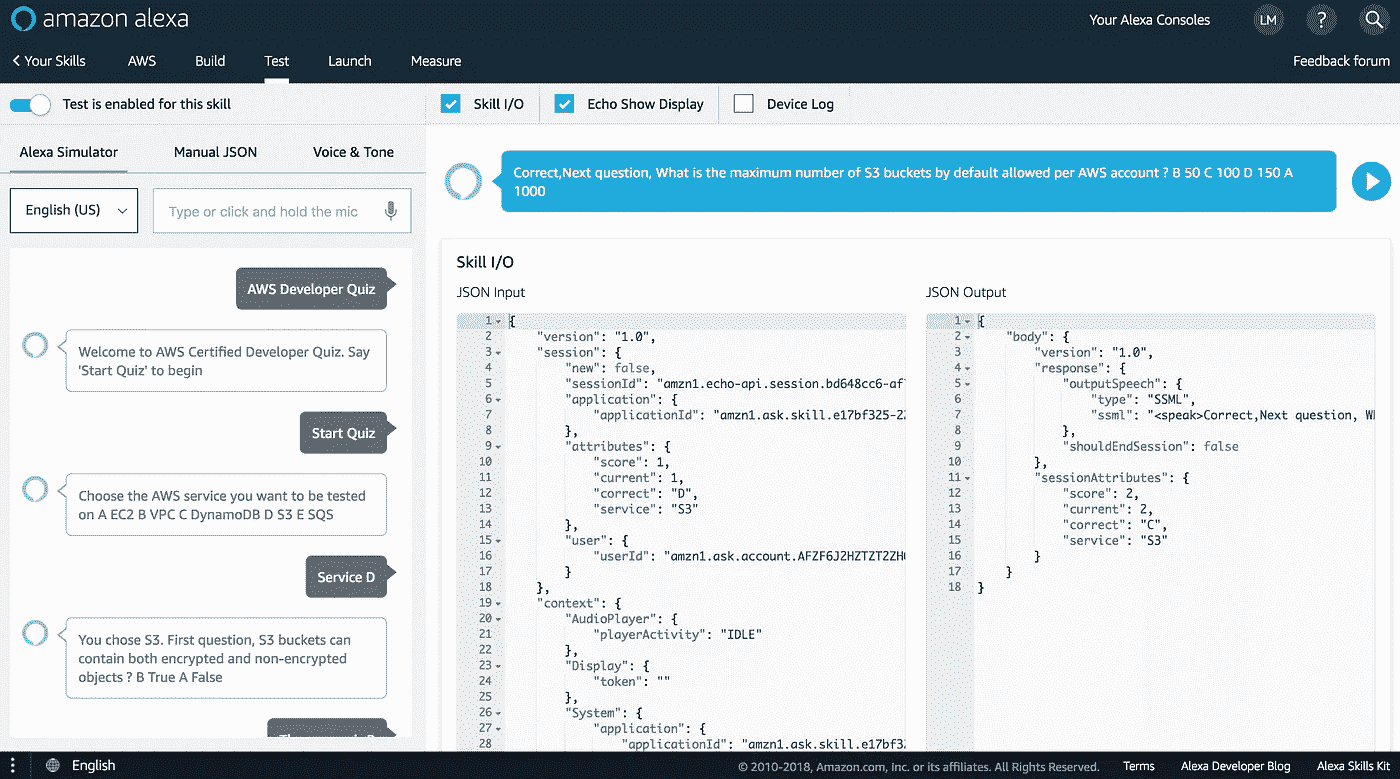 amazon alexa
Your Alexa Consoles
LM
?
< Your Skills
AWS
Build
Test
Launch
Measure
Feedback forum
Test is enabled for this skill
Skill I/O
Echo Show Display
Device Log
Alexa Simulator
Manual JSON
Voice & Tone
English (US)
Type or click and hold the mic
AWS Developer Quiz
Welcome to AWS Certified Developer Quiz. Say
'Start Quiz' to begin
Start Quiz
Choose the AWS service you want to be tested
on A EC2 B VPC C DynamoDB D S3 E SQS
Service D
You chose S3. First question, S3 buckets can
contain both encrypted and non-encrypted
objects ? B True A False
Correct,Next question, What is the maximum number of S3 buckets by default allowed per AWS account ? B 50 C 100 D 150 A
1000
Skill I/O
JSON Input
1 {
2 "version": "1.0",
3 "session": {
4 "new": false,
5 "sessionId": "amzn1.echo-api.session.bd648cc6-af
6 "application": {
7 "applicationId": "amzn1.ask.skill.e17bf325-22
8 },
9 "attributes": {
10 "score": 1,
11 "current": 1,
12 "correct": "D",
13 "service": "S3"
14 },
15 "user": {
16 "userId": "amzn1.ask.account.AFZF6J2HZTZT2ZH
17 }
18 },
19 "context": {
20 "AudioPlayer": {
21 "playerActivity": "IDLE"
22 },
23 "Display": {
24 "token": ""
25 },
26 "System": {
27 "application": {
28 "applicationId": "amzn1.ask.skill.e17bf3
JSON Output
1 {
2 "body": {
3 "version": "1.0",
4 "response": {
5 "outputSpeech": {
6 "type": "SSML",
7 "ssml": "<speak>Correct,Next question, W
8 },
9 "shouldEndSession": false
10 },
11 "sessionAttributes": {
12 "score": 2,
13 "current": 2,
14 "correct": "C",
15 "service": "S3"
16 }
17 }
18 }
English
© 2010-2018, Amazon.com, Inc. or its affiliates. All Rights Reserved.
Terms
Alexa Developer Blog
Alexa Skills Kit